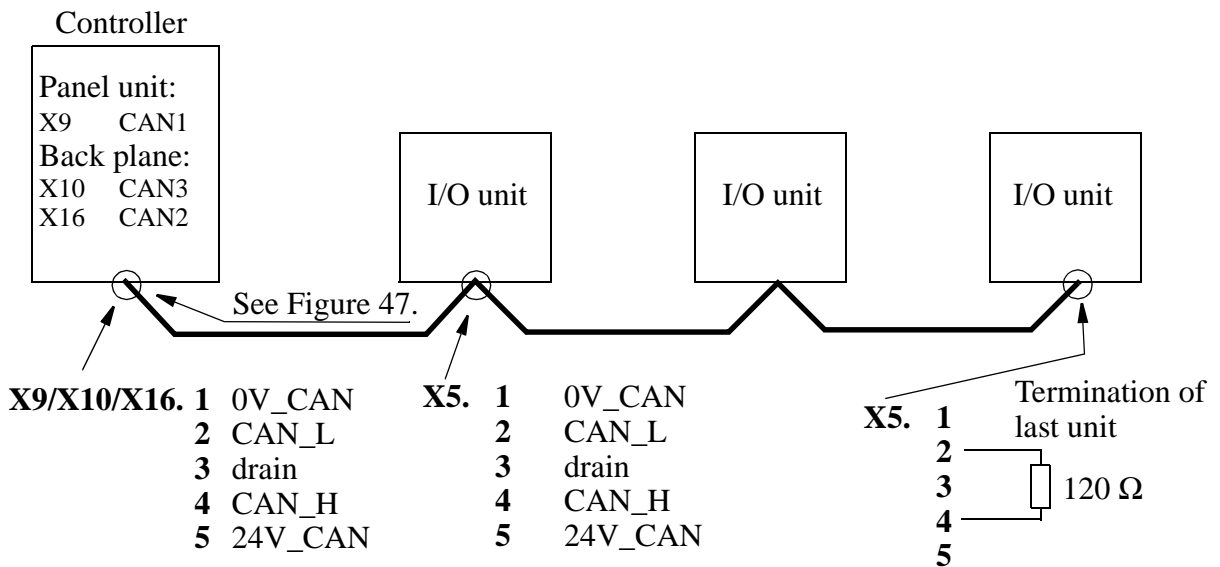 Controller
Panel unit:
X9 CAN1
Back plane:
X10 CAN3
X16 CAN2
I/O unit
I/O unit
I/O unit
See Figure 47.
X9/X10/X16. 1 0V_CAN
2 CAN_L
3 drain
4 CAN_H
5 24V_CAN
X5. 1 0V_CAN
2 CAN_L
3 drain
4 CAN_H
5 24V_CAN
Termination of
last unit
X5. 1
2
3
4
5
120 Ω